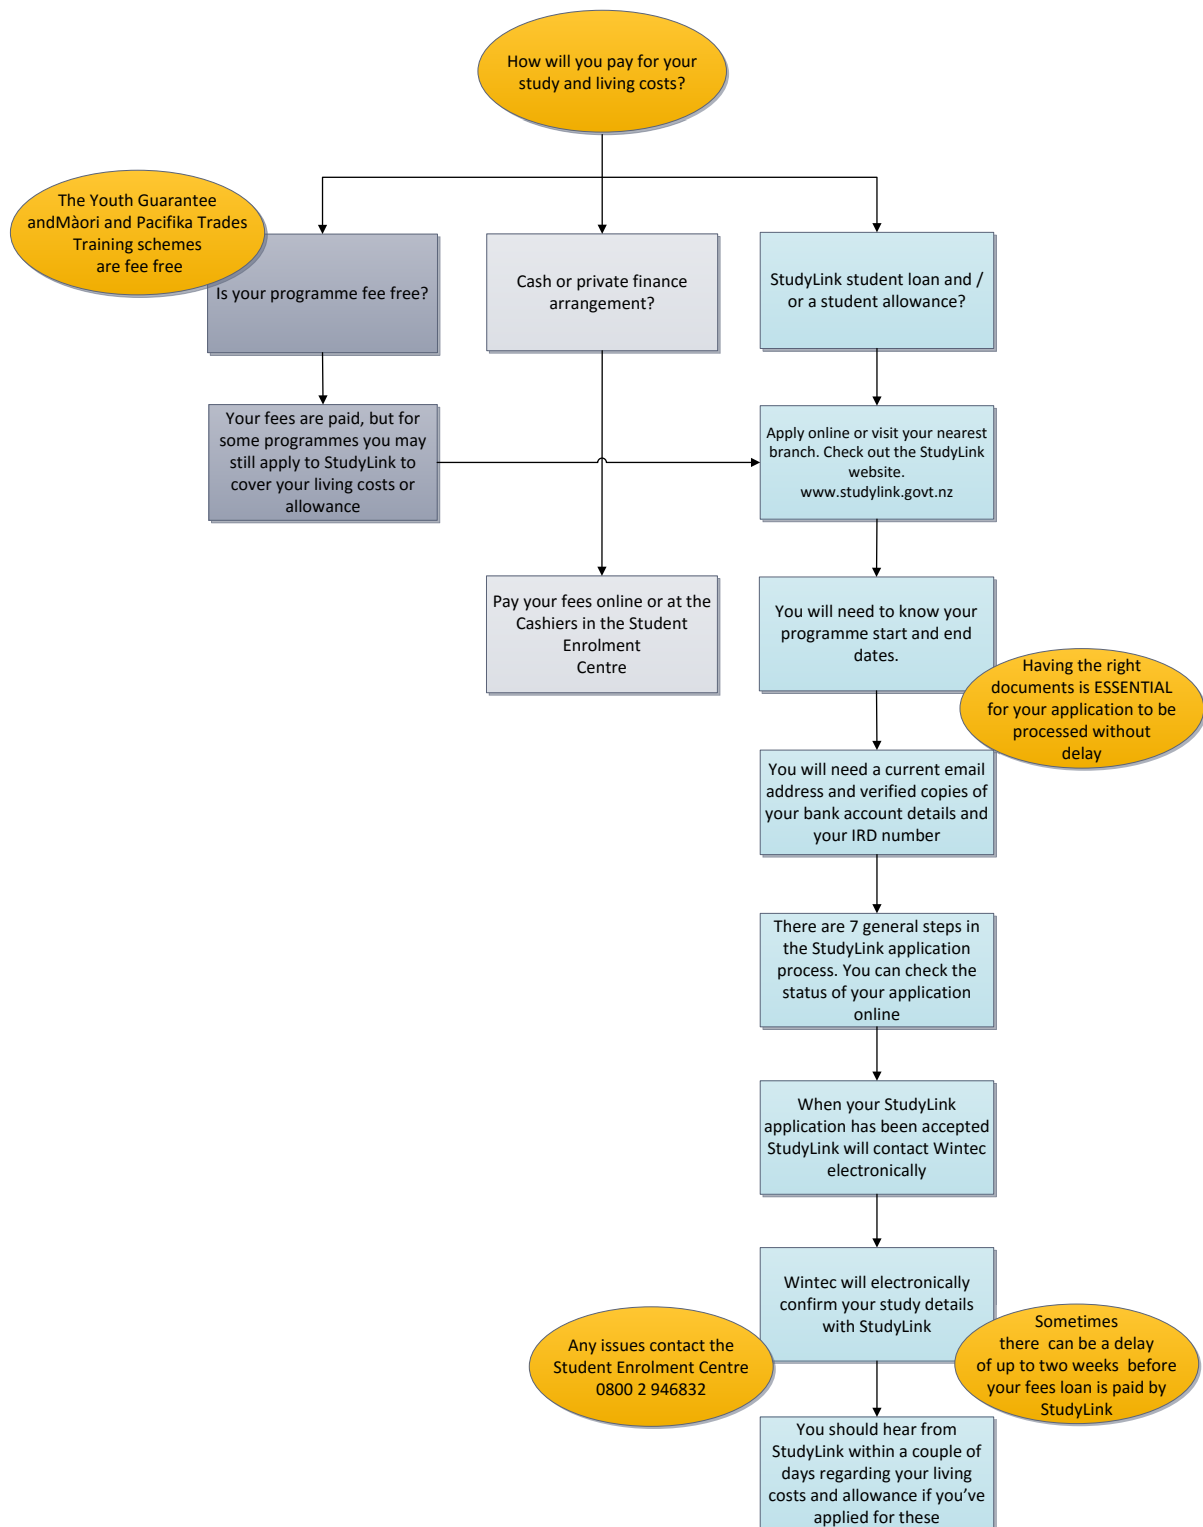 How will you pay for your
study and living costs?
The Youth Guarantee
andMàori and Pacifika Trades
Training schemes
are fee free
Is your programme fee free?
Cash or private finance
arrangement?
StudyLink student loan and /
or a student allowance?
Your fees are paid, but for
some programmes you may
still apply to StudyLink to
cover your living costs or
allowance
Apply online or visit your nearest
branch. Check out the StudyLink
website.
www.studylink.govt.nz
Pay your fees online or at the
Cashiers in the Student
Enrolment
Centre
You will need to know your
programme start and end
dates.
Having the right
documents is ESSENTIAL
for your application to be
processed without
delay
You will need a current email
address and verified copies of
your bank account details and
your IRD number
There are 7 general steps in
the StudyLink application
process. You can check the
status of your application
online
When your StudyLink
application has been accepted
StudyLink will contact Wintec
electronically
Wintec will electronically
confirm your study details
with StudyLink
Any issues contact the
Student Enrolment Centre
0800 2 946832
Sometimes
there  can be a delay
of up to two weeks  before
your fees loan is paid by
StudyLink
You should hear from
StudyLink within a couple of
days regarding your living
costs and allowance if you’ve
applied for these